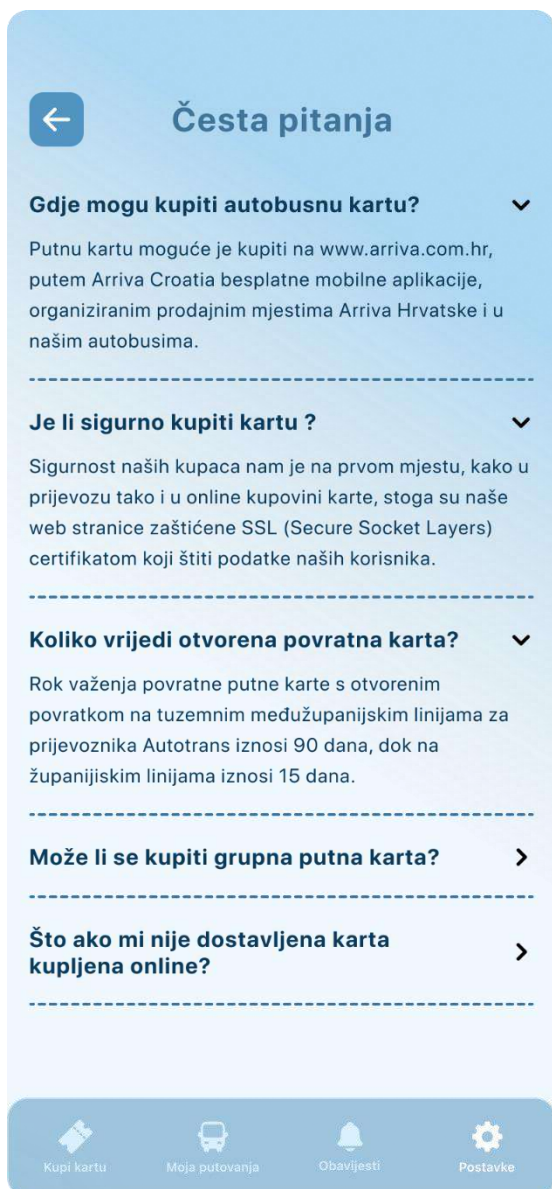 Česta pitanja
Gdje mogu kupiti autobusnu kartu?
Putnu kartu moguće je kupiti na www.arriva.com.hr,
putem Arriva Croatia besplatne mobilne aplikacije,
organiziranim prodajnim mjestima Arriva Hrvatske i u
našim autobusima.
Je li sigurno kupiti kartu ?
Sigurnost naših kupaca nam je na prvom mjestu, kako u
prijevozu tako i u online kupovini karte, stoga su naše
web stranice zaštićene SSL (Secure Socket Layers)
certifikatom koji štiti podatke naših korisnika.
Koliko vrijedi otvorena povratna karta?
Rok važenja povratne putne karte s otvorenim
povratkom na tuzemnim međužupanijskim linijama za
prijevoznika Autotrans iznosi 90 dana, dok na
županijiskim linijama iznosi 15 dana.
Može li se kupiti grupna putna karta?
Što ako mi nije dostavljena karta
kupljena online?
Kupi kartu
Moja putovanja
Obavijesti
Postavke